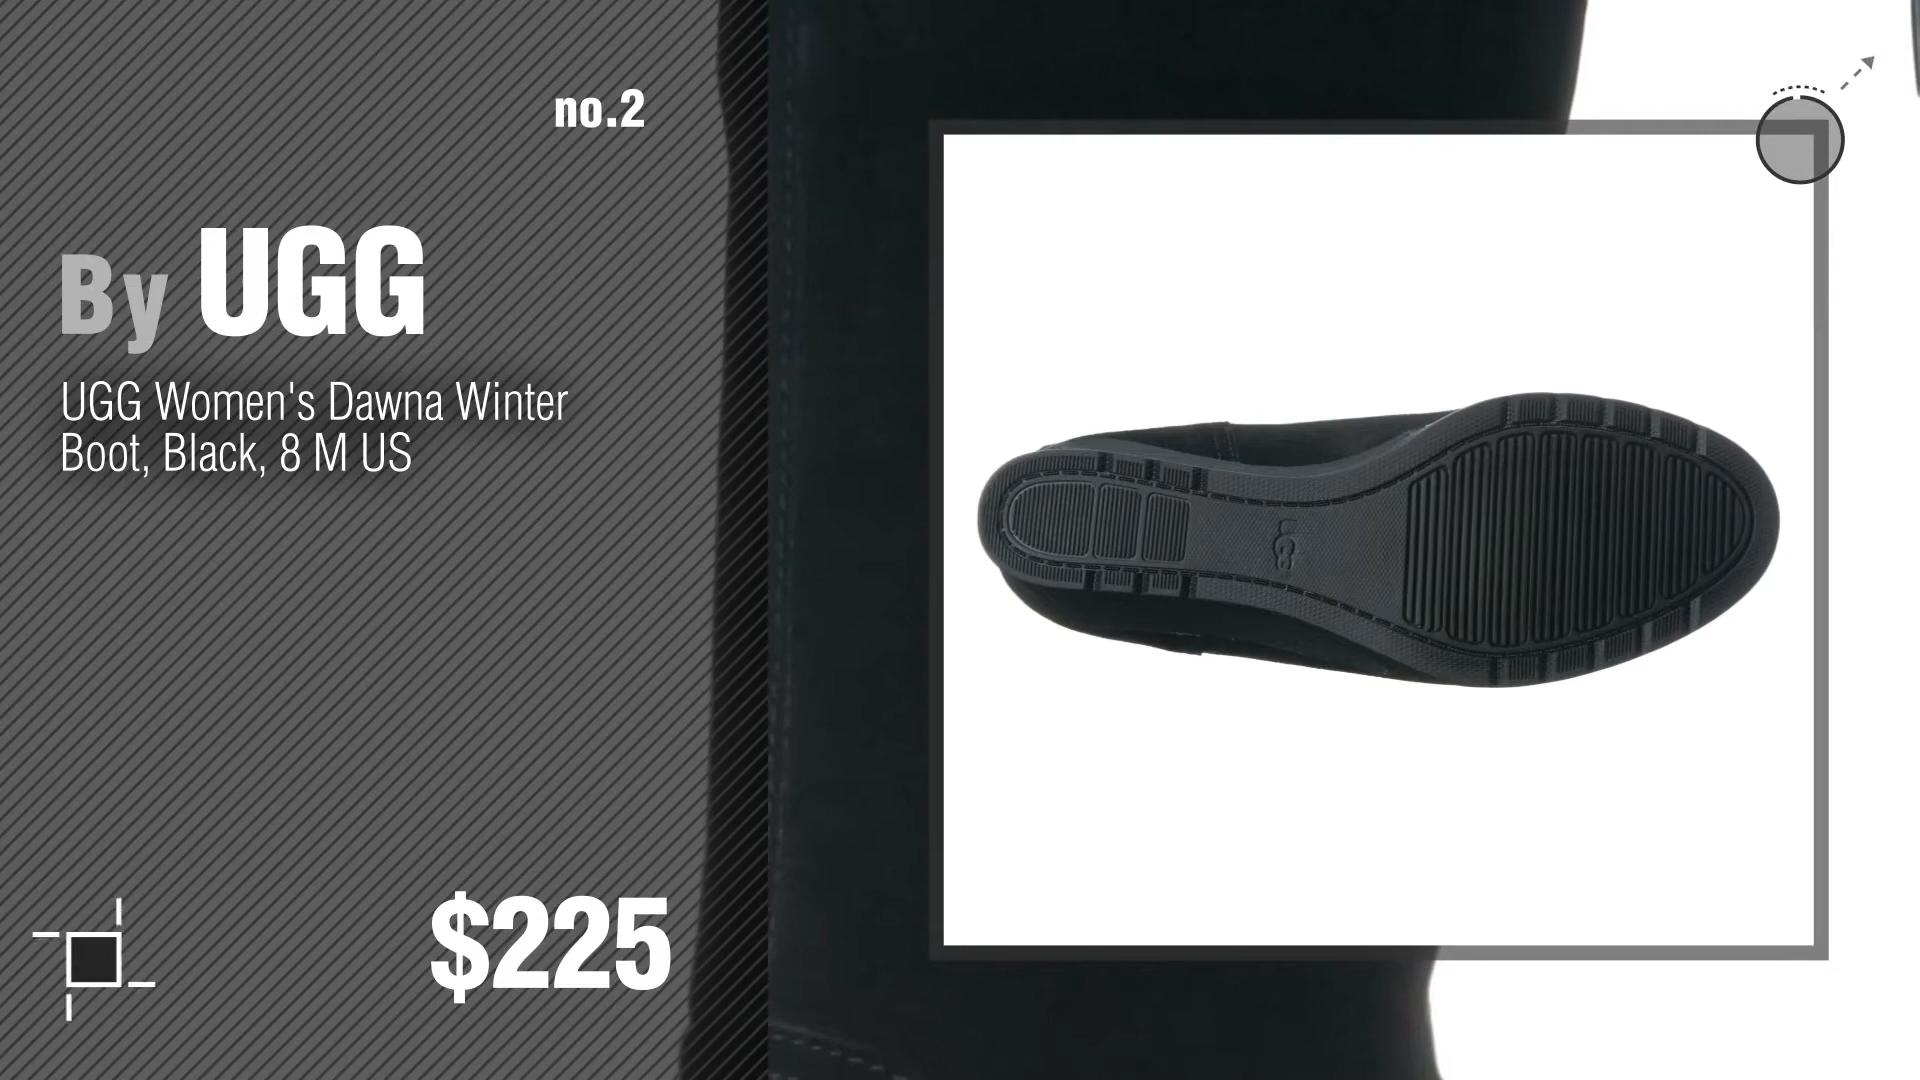 no.2
By UGG
UGG Women's Dawna Winter
Boot, Black, 8 M US
$225
UGG